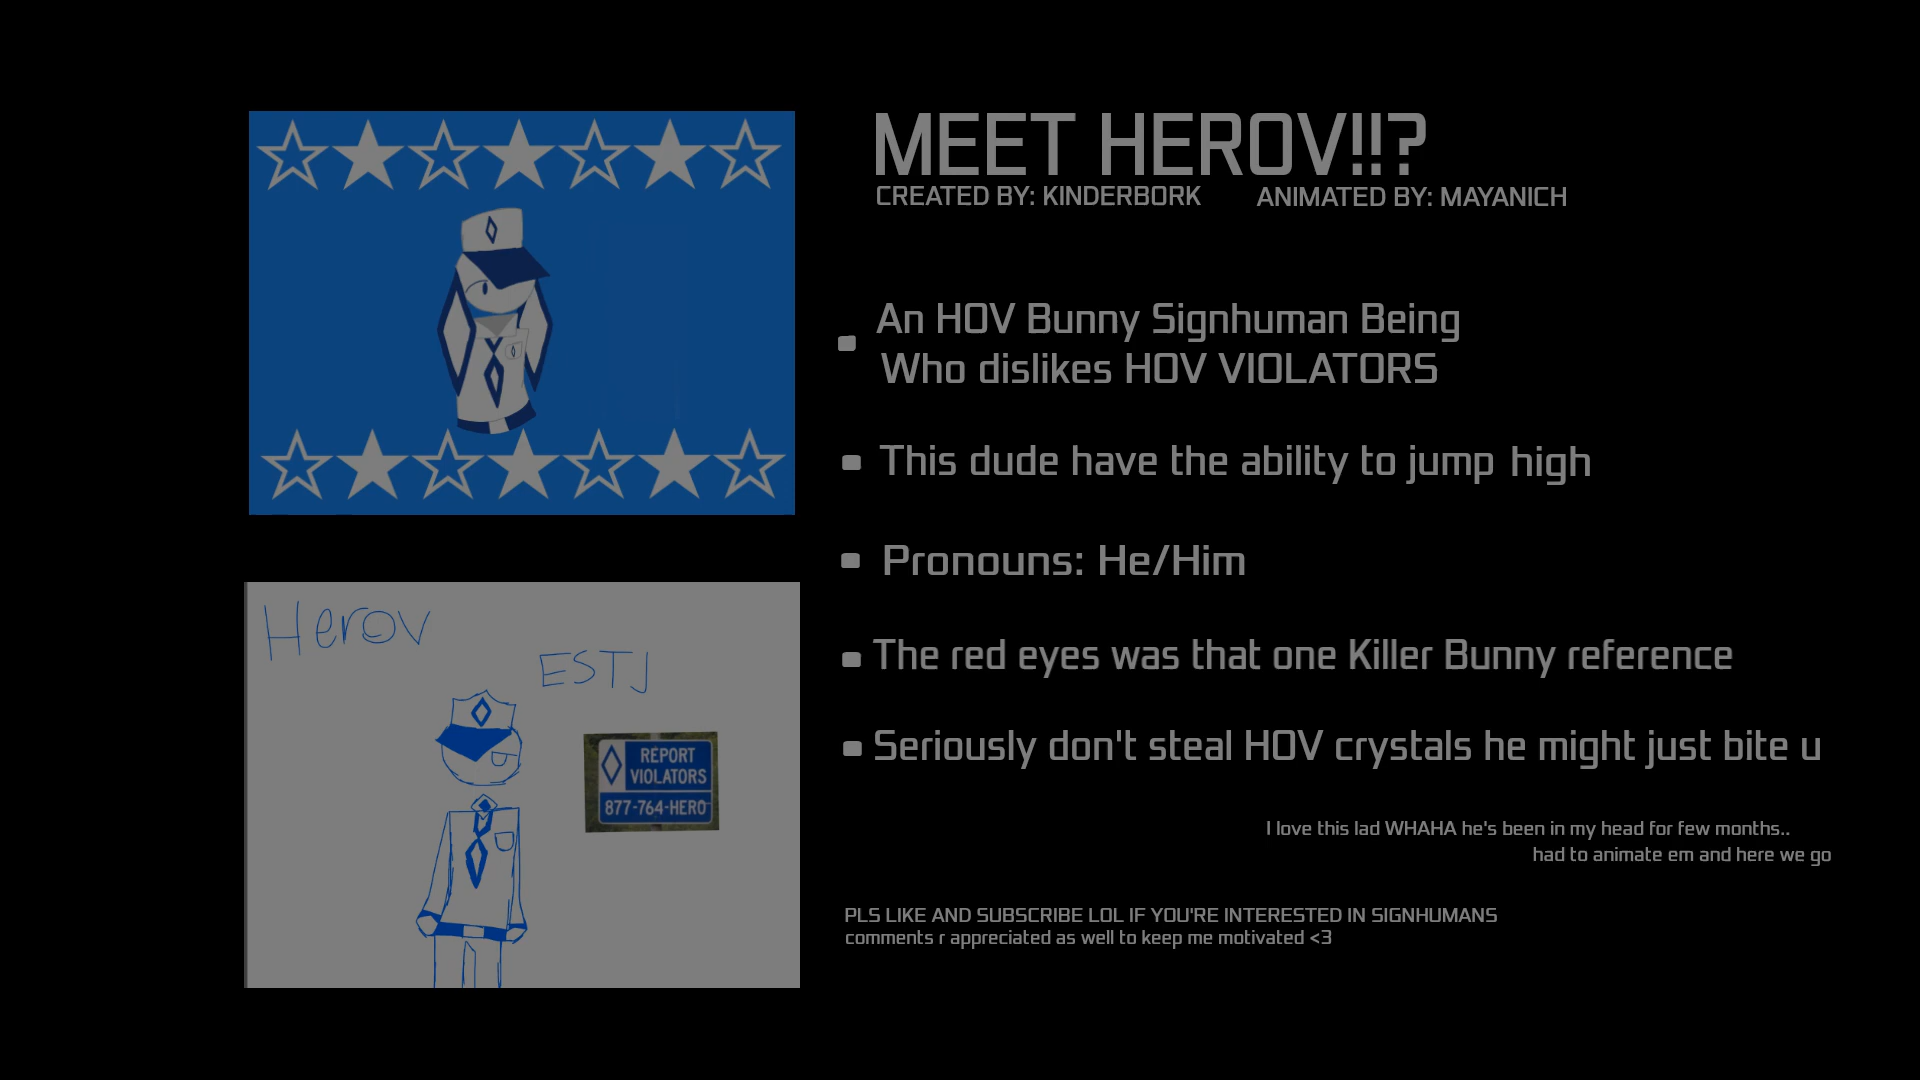 MEET HEROV!!?
CREATED BY: KINDERBORK
ANIMATED BY: MAYANICH
An HOV Bunny Signhuman Being
Who dislikes HOV VIOLATORS
This dude have the ability to jump high
Pronouns: He/Him
The red eyes was that one Killer Bunny reference
Seriously don't steal HOV crystals he might just bite u
I love this lad WHAHA he's been in my head for few months..
had to animate em and here we go
PLS LIKE AND SUBSCRIBE LOL IF YOU'RE INTERESTED IN SIGNHUMANS
comments r appreciated as well to keep me motivated <3
Herov
ESTJ
REPORT
VIOLATORS
877-764-HERO